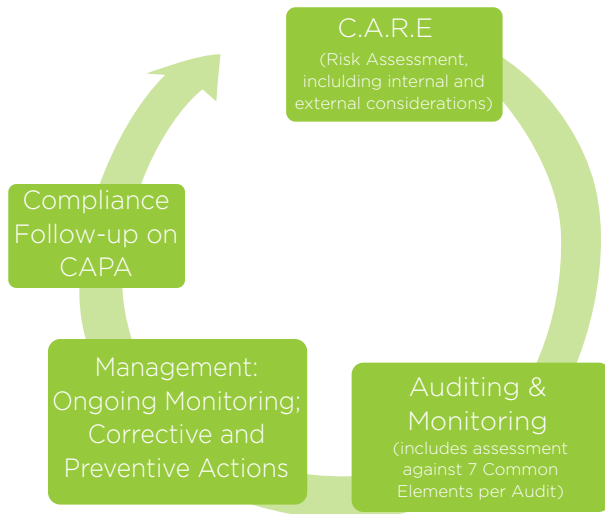 C.A.R.E
(Risk Assessment,
inclulding internal and
external considerations)
Auditing &
Monitoring
(includes assessment
against 7 Common
Elements per Audit)
Management:
Ongoing Monitoring;
Corrective and
Preventive Actions
Compliance
Follow-up on
CAPA